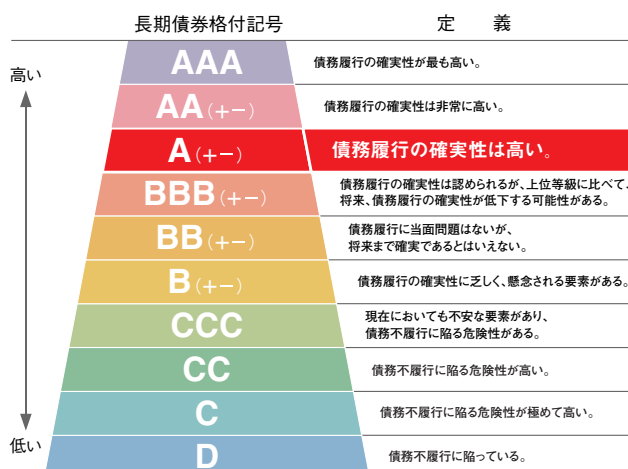 長期債券格付記号 定義
高い
AAA 債務履行の確実性が最も高い。
AA(+−) 債務履行の確実性は非常に高い。
A(+−) 債務履行の確実性は高い。
BBB(+−) 債務履行の確実性は認められるが、上位等級に比べて、
将来、債務履行の確実性が低下する可能性がある。
BB(+−) 債務履行に当面問題はないが、
将来まで確実であるとはいえない。
B(+−) 債務履行の確実性に乏しく、懸念される要素がある。
CCC 現在においても不安な要素があり、
債務不履行に陥る危険性がある。
CC 債務不履行に陥る危険性が高い。
C 債務不履行に陥る危険性が極めて高い。
低い
D 債務不履行に陥っている。